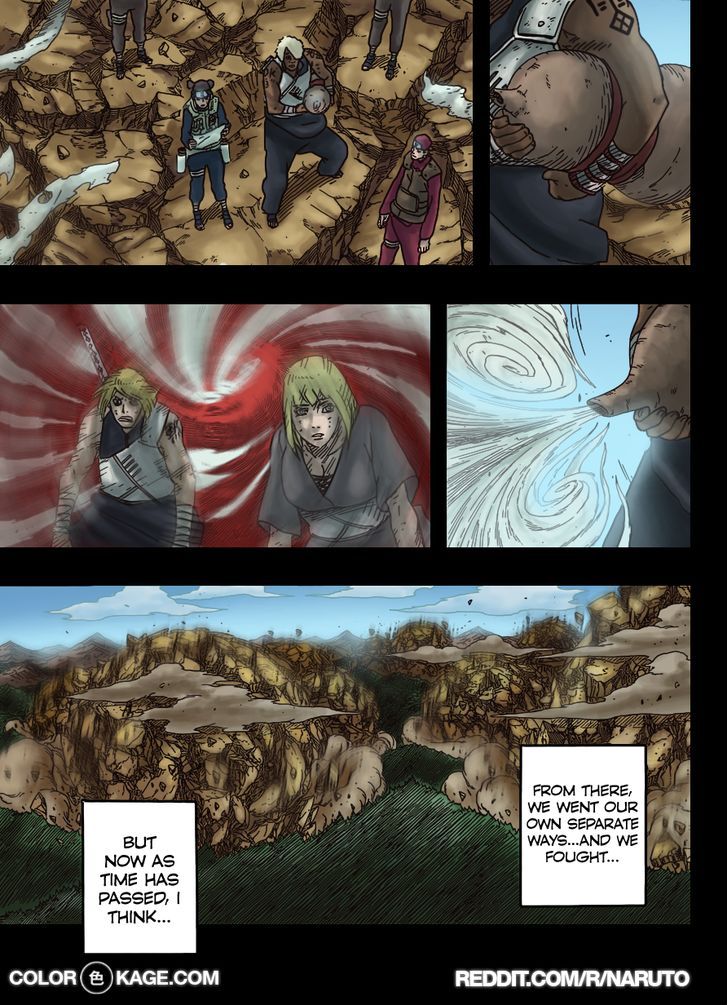 FROM THERE,
WE WENT OUR
OWN SEPARATE
WAYS...AND WE
FOUGHT...
BUT
NOW AS
TIME HAS
PASSED, I
THINK...
COLOR 色 KAGE.COM
REDDIT.COM/R/NARUTO